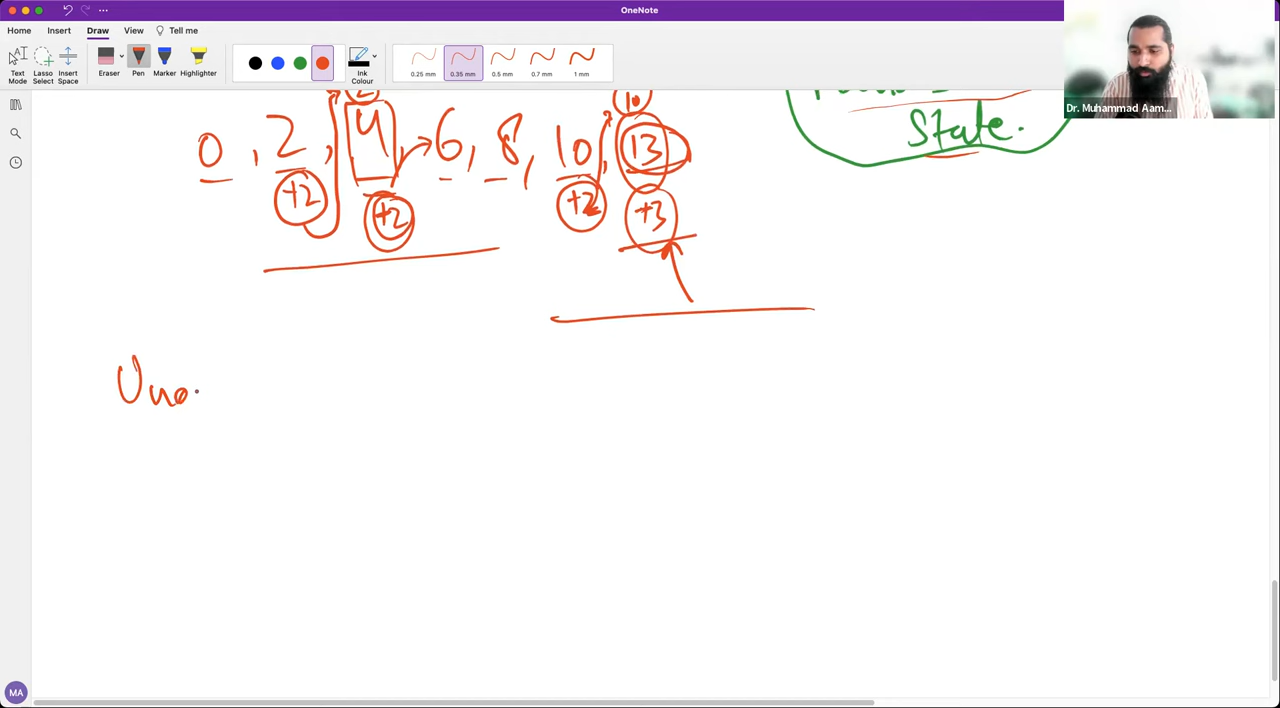 OneNote
Home Insert Draw View Tell me
Text Mode Lasso Select Insert Space Eraser Pen Marker Highlighter Ink Colour 0.25 mm 0.35 mm 0.5 mm 0.7 mm 1 mm
Dr. Muhammad Aam...
10
0, 2, 4 6, 8, 10, 13
+2 +2 +2 +3
State.
Uno
MA